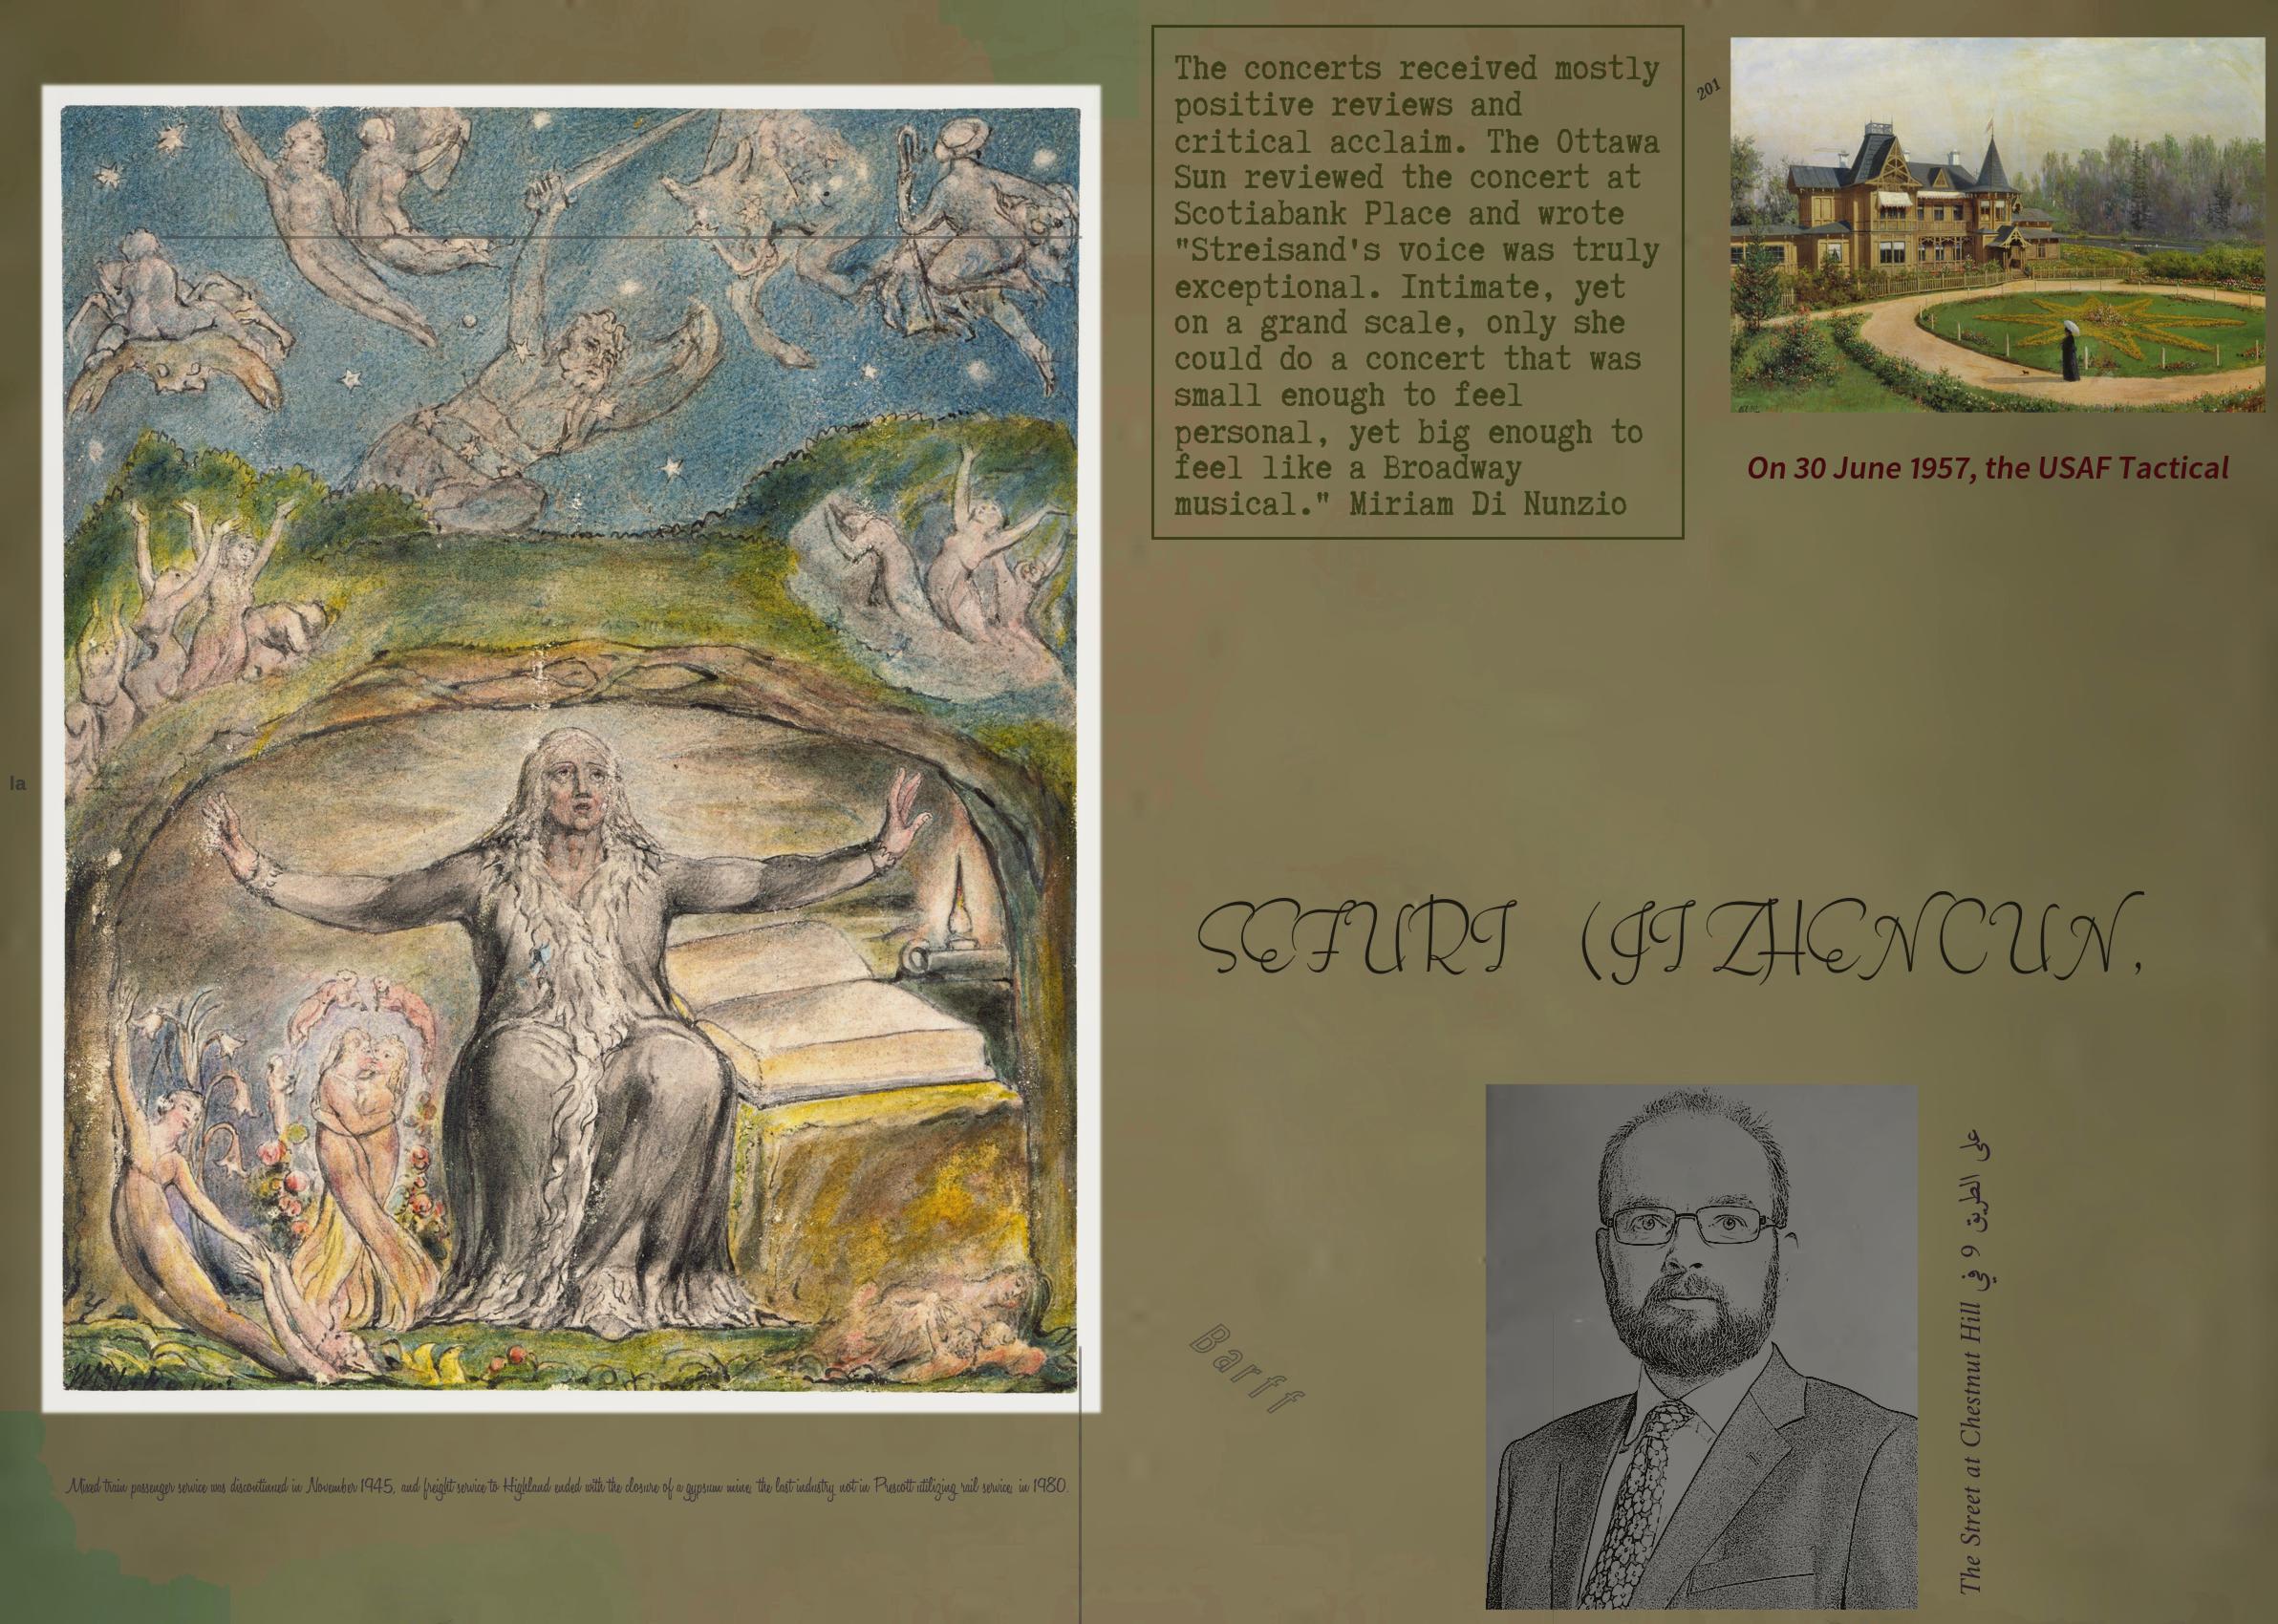 The concerts received mostly
positive reviews and
critical acclaim. The Ottawa
Sun reviewed the concert at
Scotiabank Place and wrote
"Streisand's voice was truly
exceptional. Intimate, yet
on a grand scale, only she
could do a concert that was
small enough to feel
personal, yet big enough to
feel like a Broadway
musical." Miriam Di Nunzio
201
On 30 June 1957, the USAF Tactical
la
SEFURI (JI ZHENCUN,
Barff
The Street at Chestnut Hill على الطريق 9 في
Mixed train passenger service was discontinued in November 1945, and freight service to Highland ended with the closure of a gypsum mine, the last industry not in Prescott utilizing rail service, in 1980.